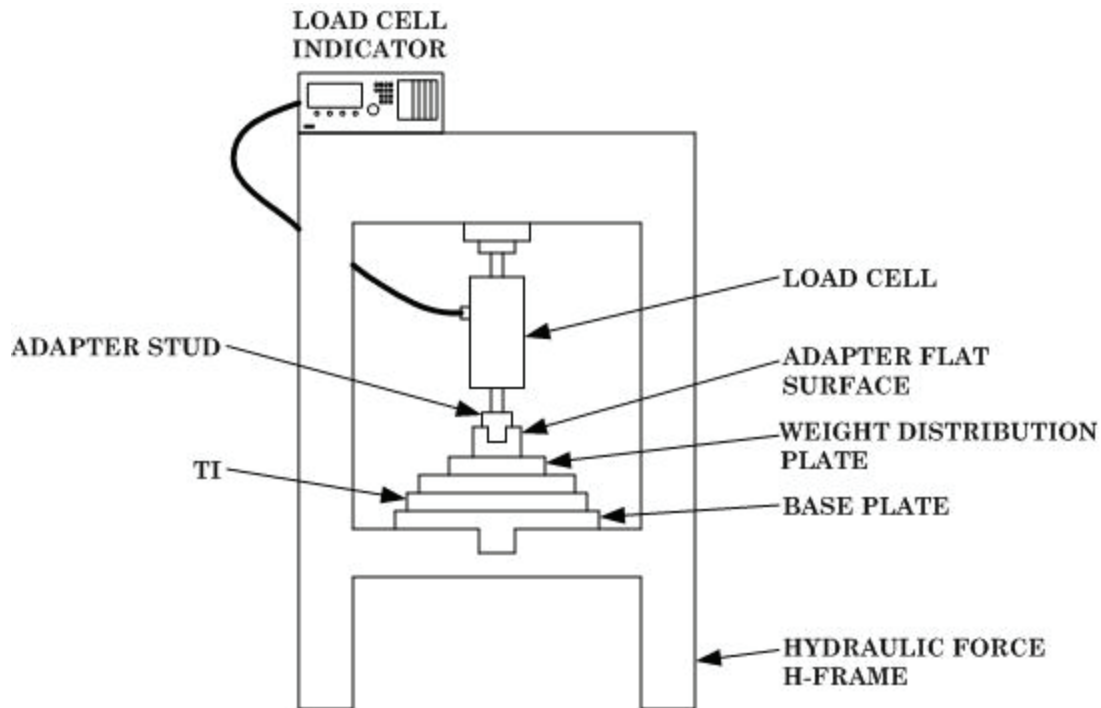 LOAD CELL
INDICATOR
LOAD CELL
ADAPTER STUD
ADAPTER FLAT
SURFACE
WEIGHT DISTRIBUTION
PLATE
TI
BASE PLATE
HYDRAULIC FORCE
H-FRAME